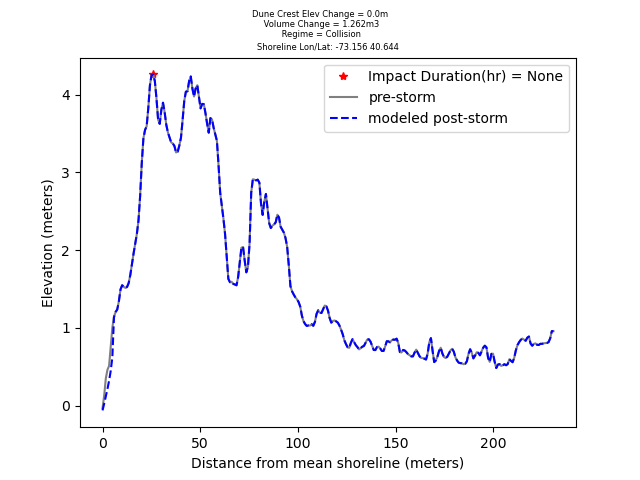 Dune Crest Elev Change = 0.0m
Volume Change = 1.262m3
Regime = Collision
Shoreline Lon/Lat: -73.156 40.644
Impact Duration(hr) = None
pre-storm
modeled post-storm
Elevation (meters)
4
3
2
1
0
0 50 100 150 200
Distance from mean shoreline (meters)